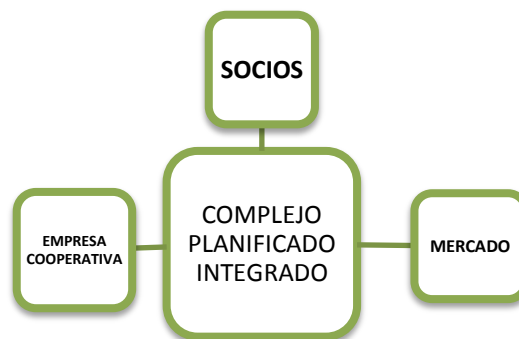 SOCIOS
EMPRESA
COOPERATIVA
COMPLEJO
PLANIFICADO
INTEGRADO
MERCADO